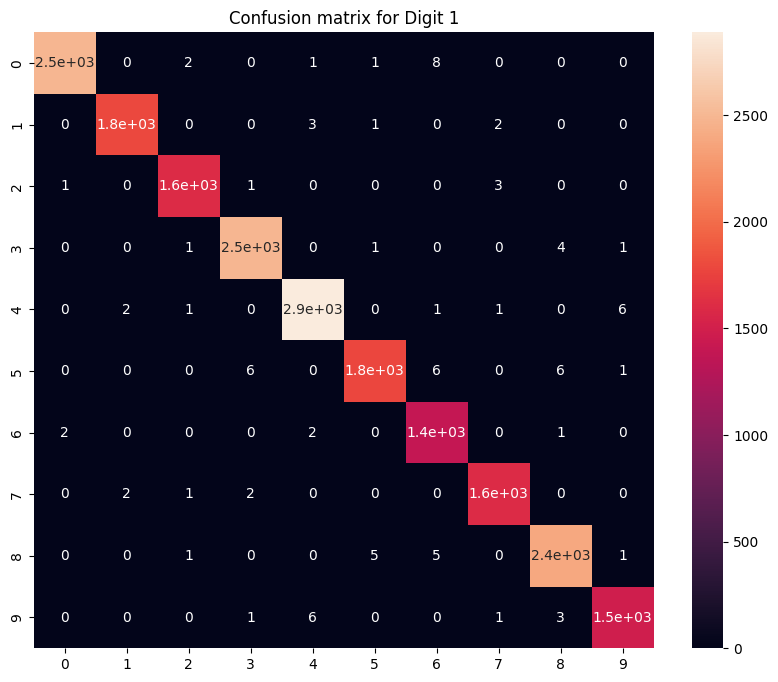 Confusion matrix for Digit 1
0 2.5e+03 0 2 0 1 1 8 0 0 0
1 0 1.8e+03 0 0 3 1 0 2 0 0
2 1 0 1.6e+03 1 0 0 0 3 0 0
3 0 0 1 2.5e+03 0 1 0 0 4 1
4 0 2 1 0 2.9e+03 0 1 1 0 6
5 0 0 0 6 0 1.8e+03 6 0 6 1
6 2 0 0 0 2 0 1.4e+03 0 1 0
7 0 2 1 2 0 0 0 1.6e+03 0 0
8 0 0 1 0 0 5 5 0 2.4e+03 1
9 0 0 0 1 6 0 0 1 3 1.5e+03
0 1 2 3 4 5 6 7 8 9
2500
2000
1500
1000
500
0